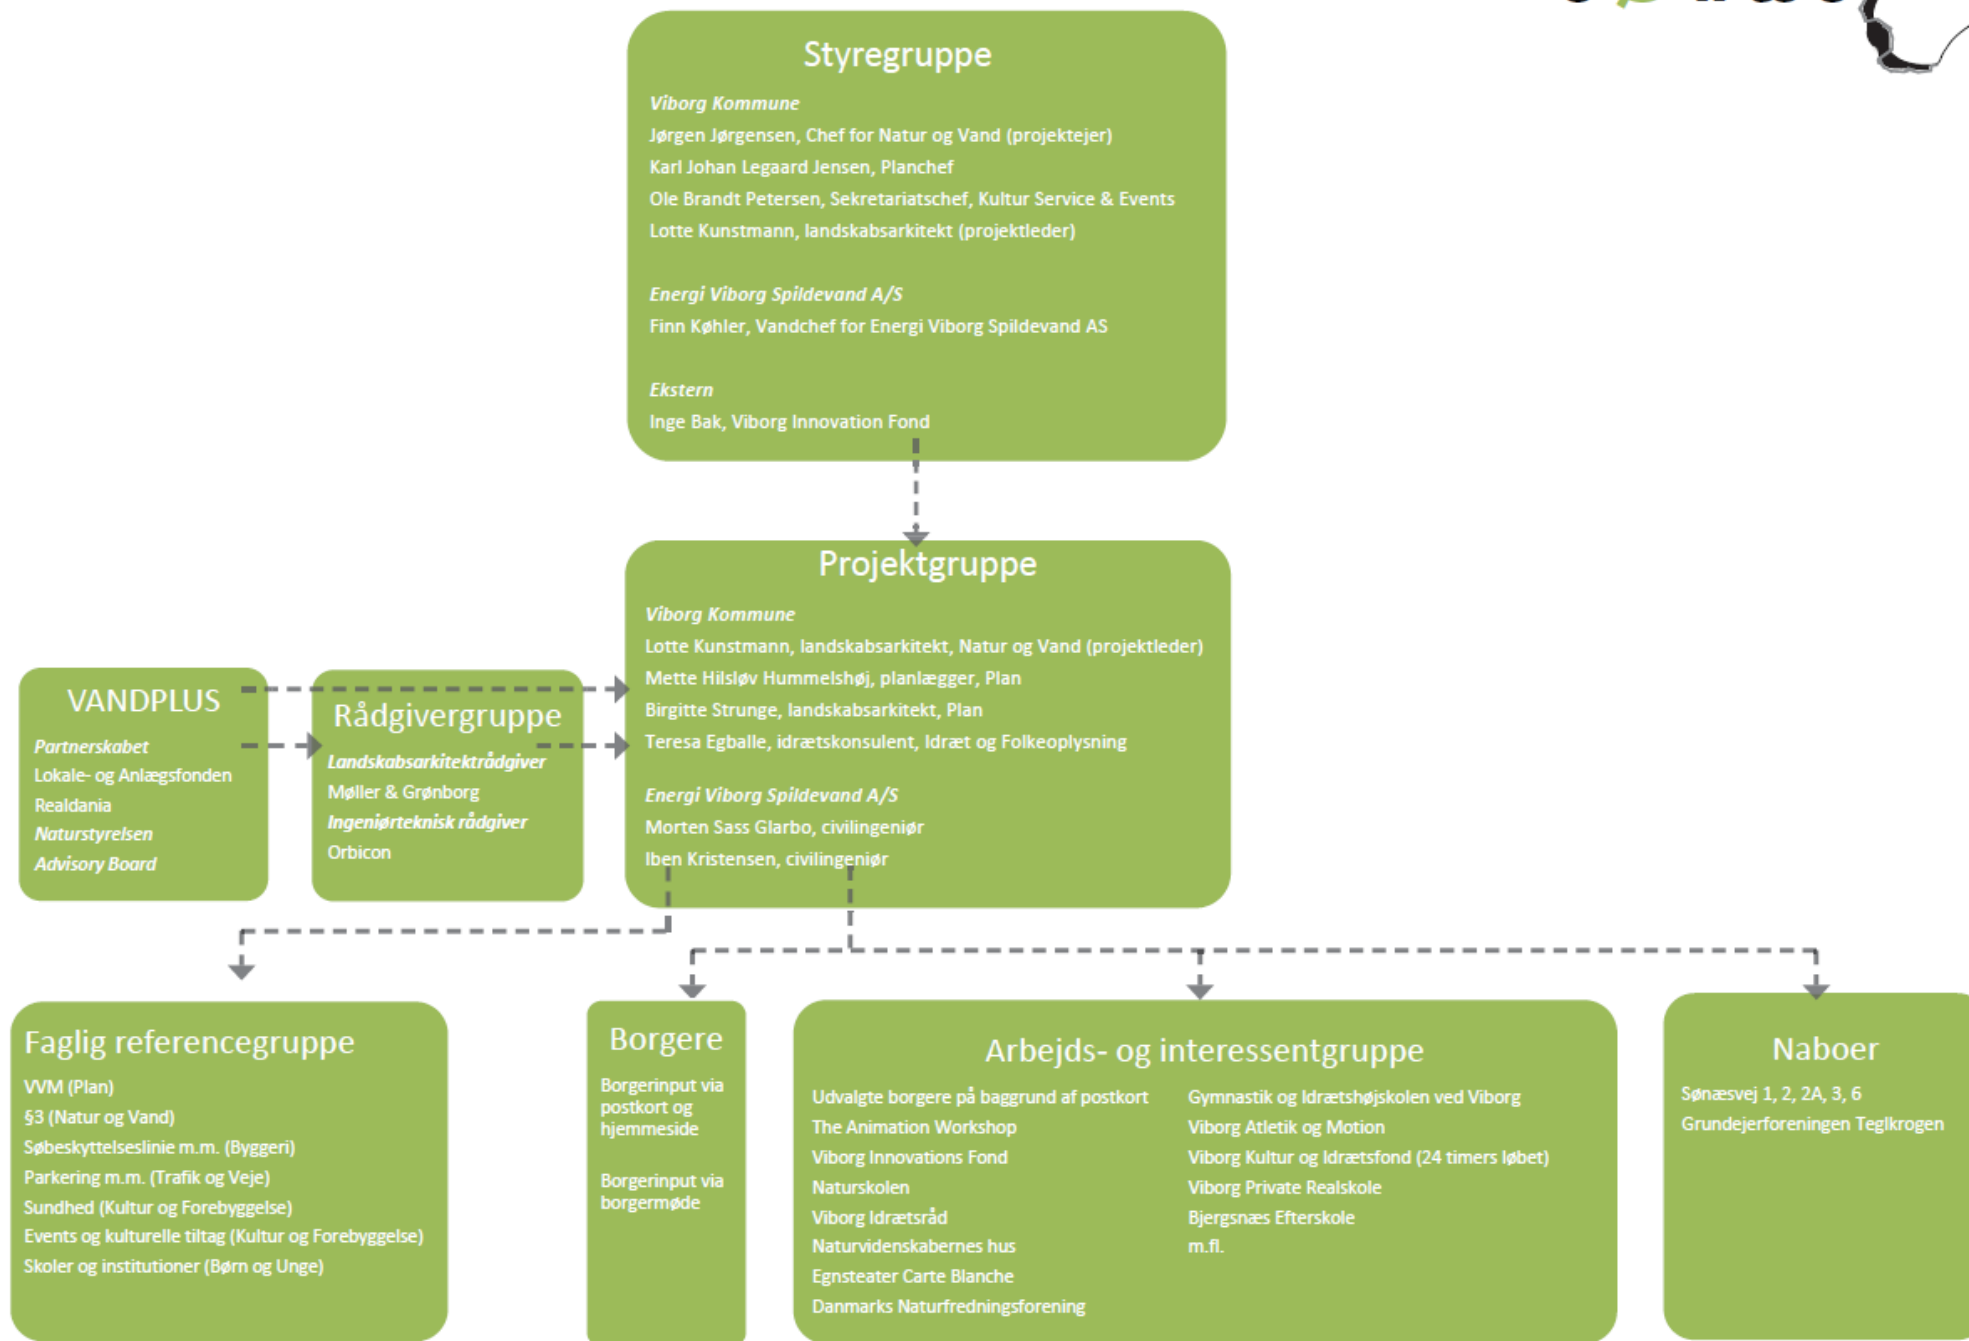 Styregruppe
Viborg Kommune
Jørgen Jørgensen, Chef for Natur og Vand (projektejer)
Karl Johan Legaard Jensen, Planchef
Ole Brandt Petersen, Sekretariatschef, Kultur Service & Events
Lotte Kunstmann, landskabsarkitekt (projektleder)
Energi Viborg Spildevand A/S
Finn Køhler, Vandchef for Energi Viborg Spildevand AS
Ekstern
Inge Bak, Viborg Innovation Fond
Projektgruppe
Viborg Kommune
Lotte Kunstmann, landskabsarkitekt, Natur og Vand (projektleder)
Mette Hilsløv Hummelshøj, planlægger, Plan
Birgitte Strunge, landskabsarkitekt, Plan
Teresa Egballe, idrætskonsulent, Idræt og Folkeoplysning
Energi Viborg Spildevand A/S
Morten Sass Glarbo, civilingeniør
Iben Kristensen, civilingeniør
VANDPLUS
Partnerskabet
Lokale- og Anlægsfonden
Realdania
Naturstyrelsen
Advisory Board
Rådgivergruppe
Landskabsarkitektrådgiver
Møller & Grønborg
Ingeniørteknisk rådgiver
Orbicon
Faglig referencegruppe
VVM (Plan)
§3 (Natur og Vand)
Søbeskyttelseslinie m.m. (Byggeri)
Parkering m.m. (Trafik og Veje)
Sundhed (Kultur og Forebyggelse)
Events og kulturelle tiltag (Kultur og Forebyggelse)
Skoler og institutioner (Børn og Unge)
Borgere
Borgerinput via
postkort og
hjemmeside
Borgerinput via
borgermøde
Arbejds- og interessentgruppe
Udvalgte borgere på baggrund af postkort
The Animation Workshop
Viborg Innovations Fond
Naturskolen
Viborg Idrætsråd
Naturvidenskabernes hus
Egnsteater Carte Blanche
Danmarks Naturfredningsforening
Gymnastik og Idrætshøjskolen ved Viborg
Viborg Atletik og Motion
Viborg Kultur og Idrætsfond (24 timers løbet)
Viborg Private Realskole
Bjergsnæs Efterskole
m.fl.
Naboer
Sønæsvej 1, 2, 2A, 3, 6
Grundejerforeningen Teglkrogen